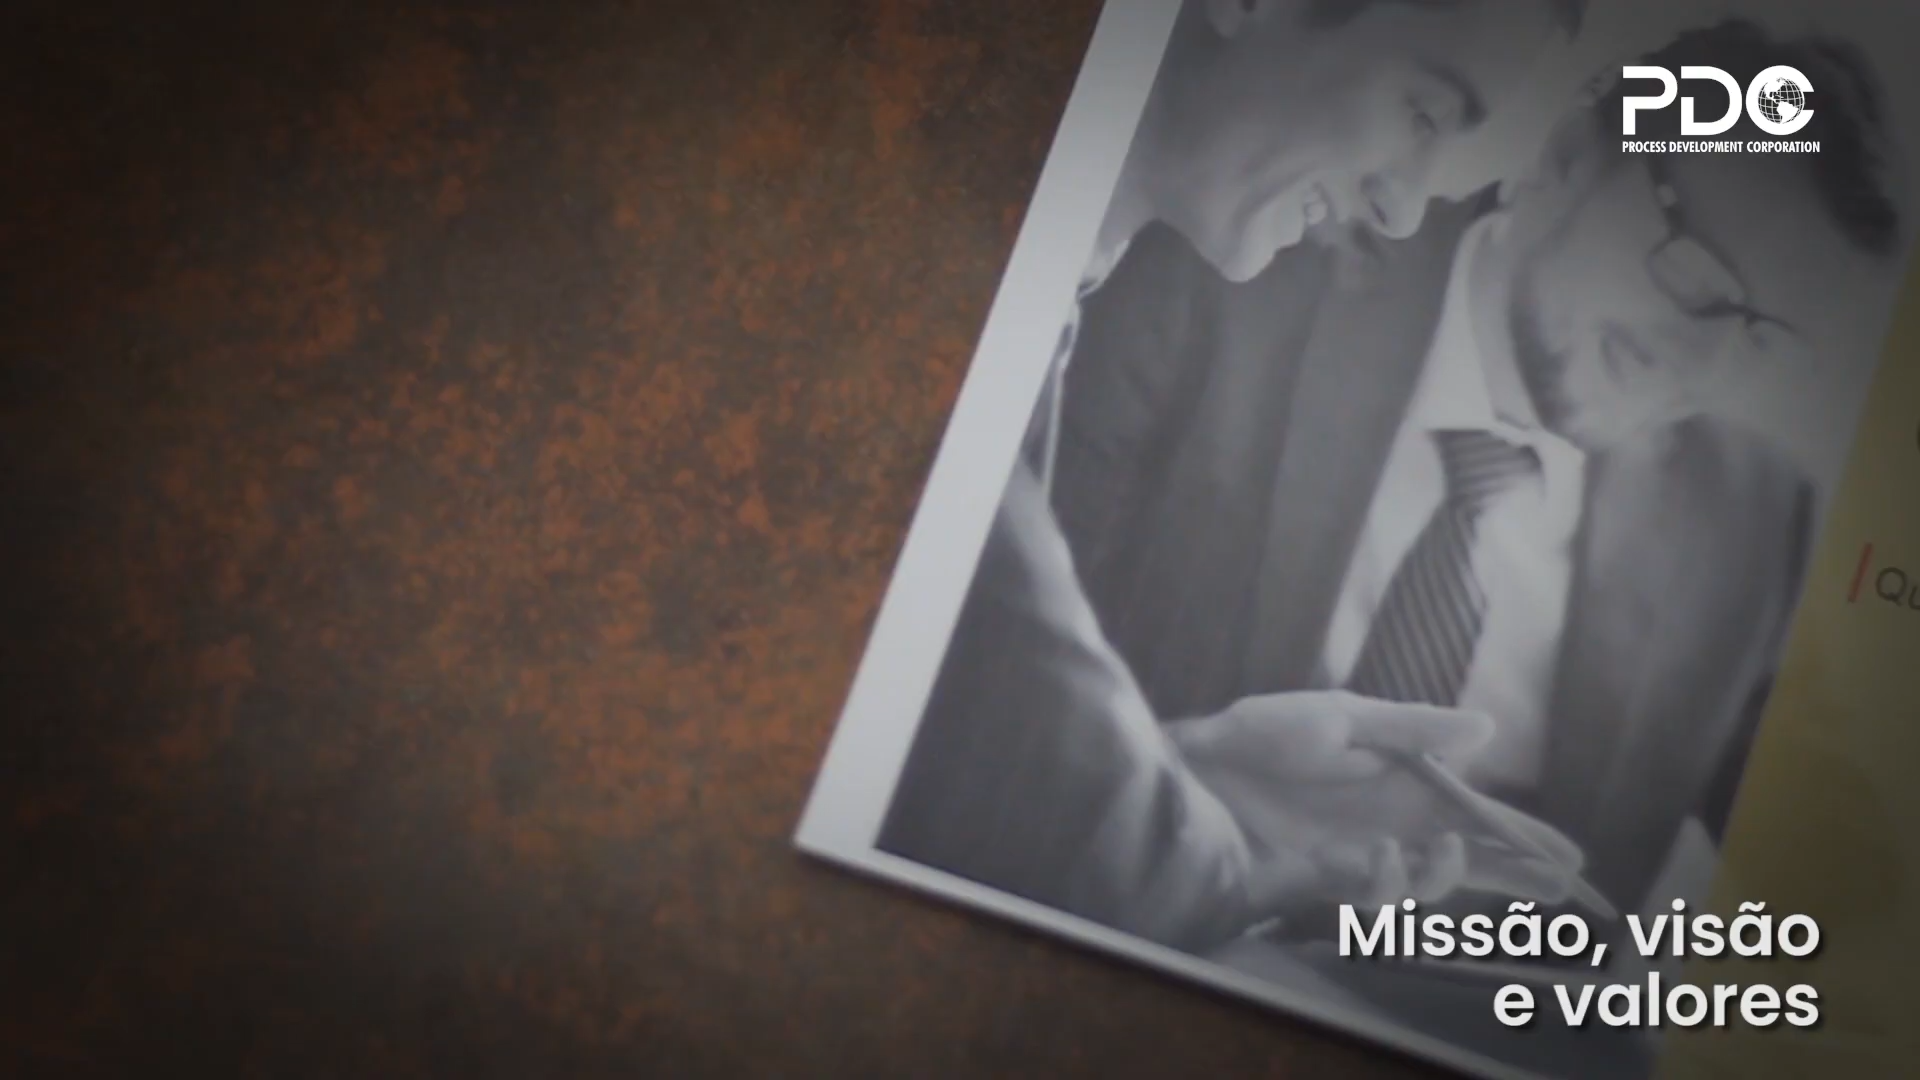 PDC
PROCESS DEVELOPMENT CORPORATION
Missão, visão
e valores